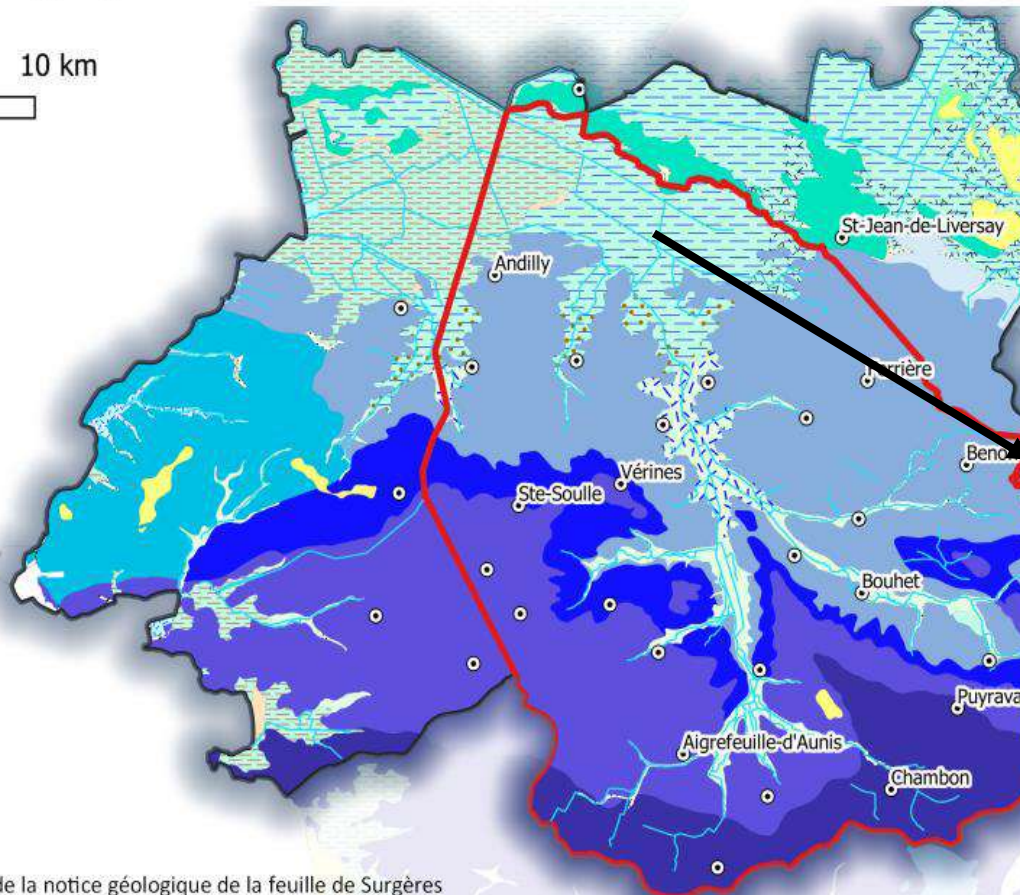 10 km
St-Jean-de-Liversay
Andilly
Ferrière
Beno
Vérines
Ste-Soulle
Bouhet
Puyrava
Aigrefeuille-d'Aunis
Chambon
de la notice géologique de la feuille de Surgères